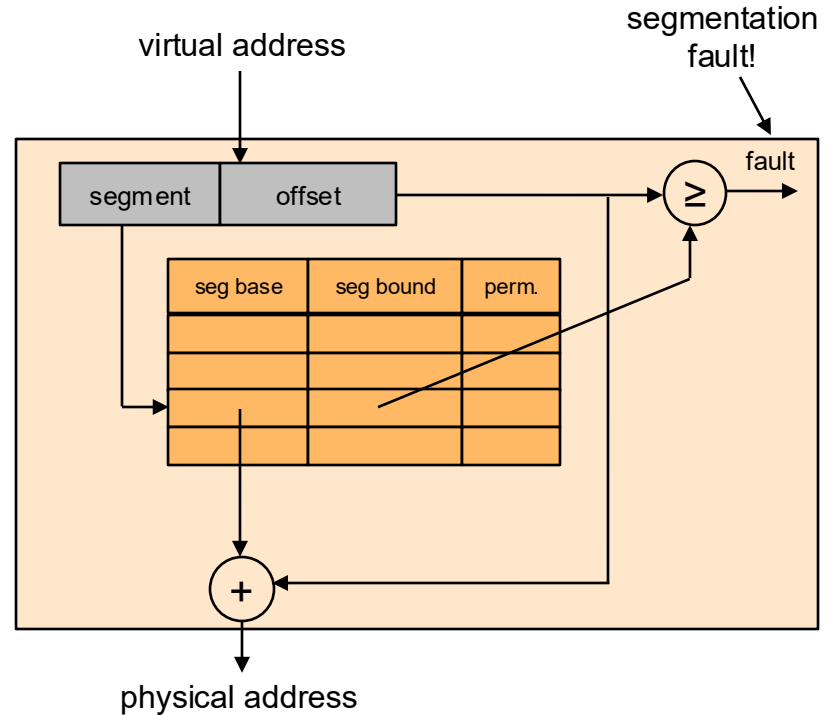 segmentation
fault!
virtual address
fault
segment
offset
≥
seg base
seg bound
perm.
+
physical address